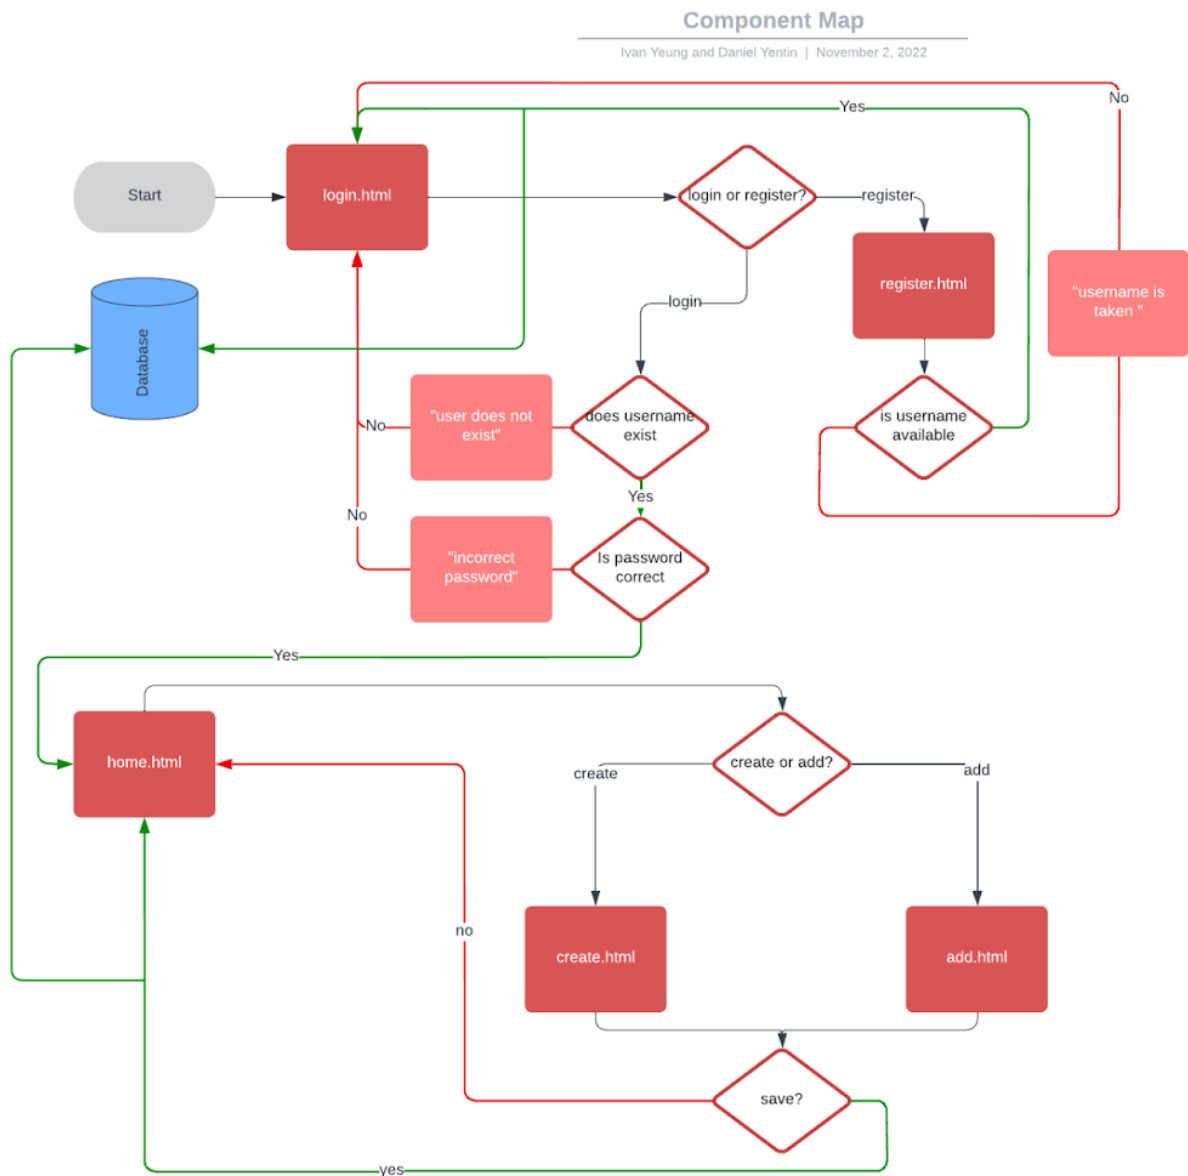 Component Map
Ivan Yeung and Daniel Yentin | November 2, 2022
No
Yes
Start
login.html
login or register?
register
register.html
"username is
taken "
login
Database
"user does not
exist"
No
does username
exist
is username
available
Yes
No
"incorrect
password"
Is password
correct
Yes
home.html
create or add?
create
add
no
create.html
add.html
save?
yes